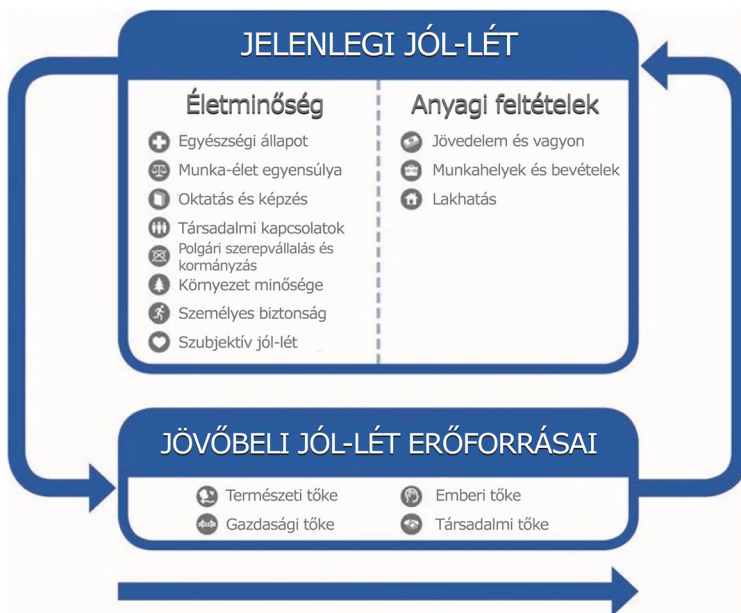 JELENLEGI JÓL-LÉT
Életminőség
Egyészségi állapot
Munka-élet egyensúlya
Oktatás és képzés
Társadalmi kapcsolatok
Polgári szerepvállalás és
kormányzás
Környezet minősége
Személyes biztonság
Szubjektív jól-lét
Anyagi feltételek
Jövedelem és vagyon
Munkahelyek és bevételek
Lakhatás
JÖVŐBELI JÓL-LÉT ERŐFORRÁSAI
Természeti tőke
Emberi tőke
Gazdasági tőke
Társadalmi tőke